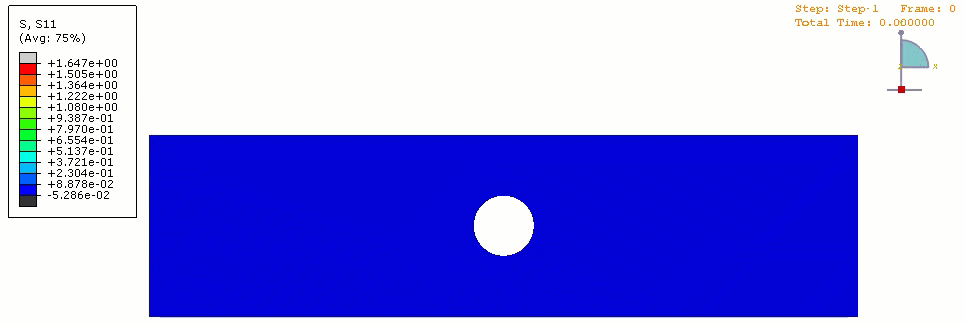 S, S11
(Avg: 75%)
+1.647e+00
+1.505e+00
+1.364e+00
+1.222e+00
+1.080e+00
+9.387e-01
+7.970e-01
+6.554e-01
+5.137e-01
+3.721e-01
+2.304e-01
+8.878e-02
-5.286e-02
Step: Step-1 Frame: 0
Total Time: 0.000000
X